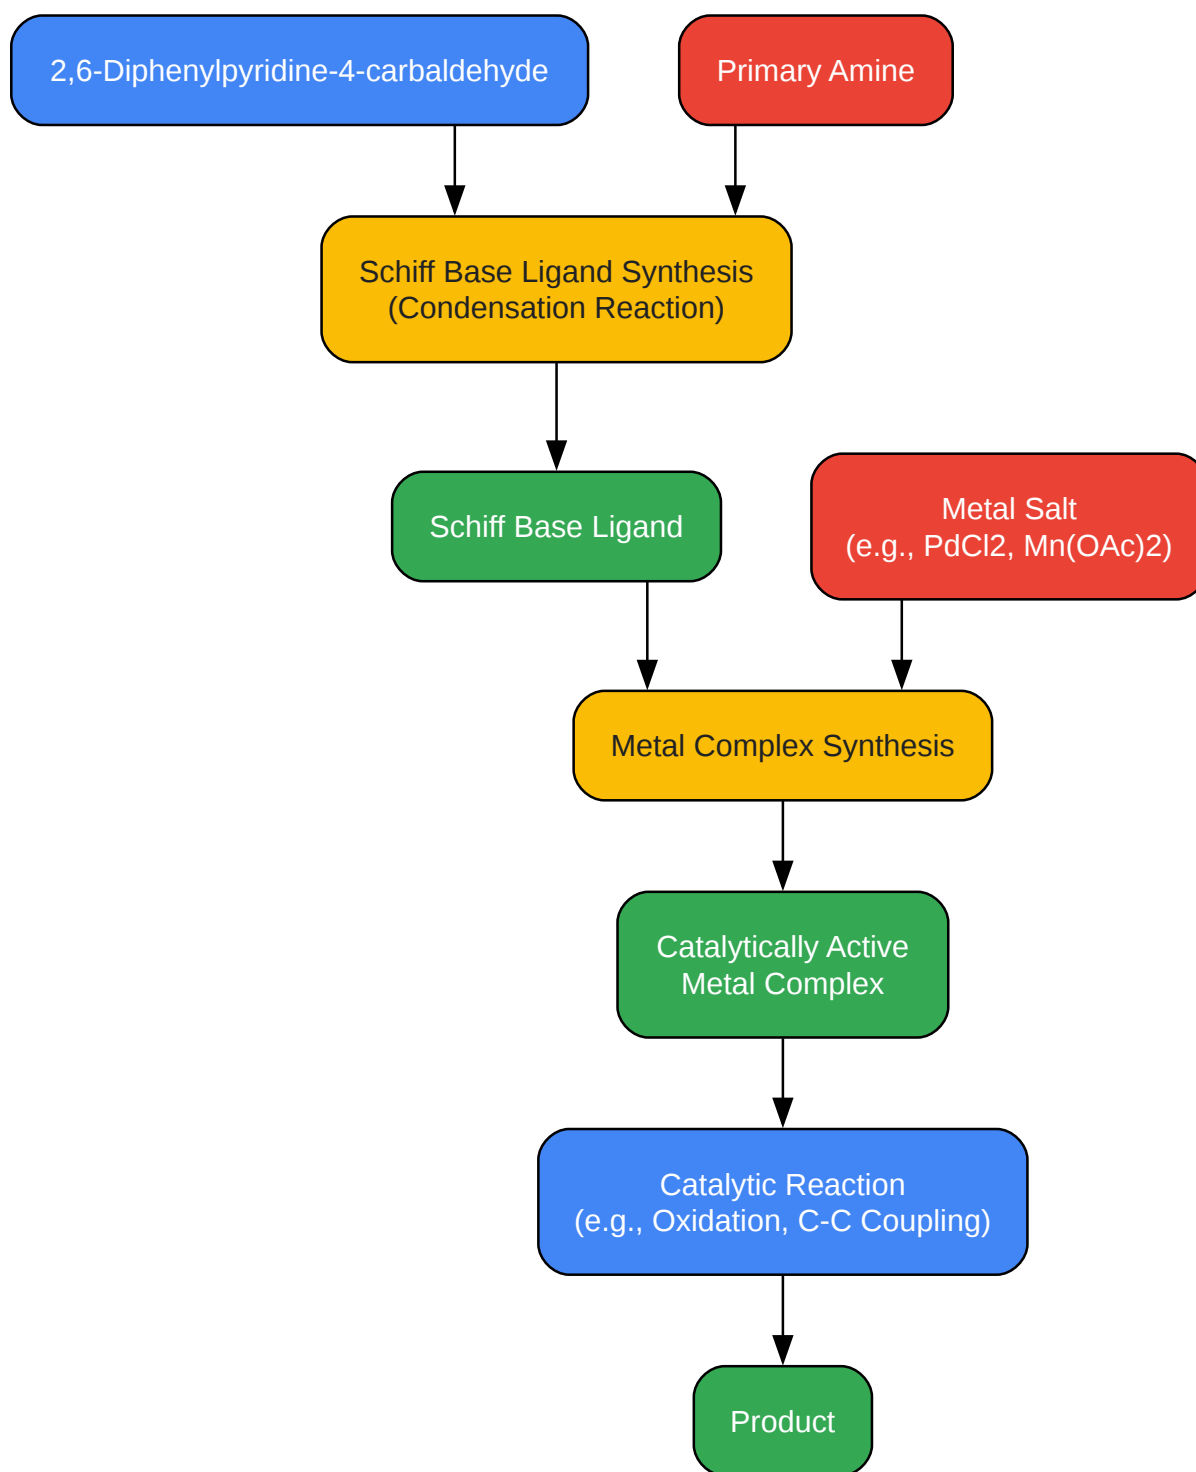 2,6-Diphenylpyridine-4-carbaldehyde
Primary Amine
Schiff Base Ligand Synthesis
(Condensation Reaction)
Schiff Base Ligand
Metal Salt
(e.g., PdCl2, Mn(OAc)2)
Metal Complex Synthesis
Catalytically Active
Metal Complex
Catalytic Reaction
(e.g., Oxidation, C-C Coupling)
Product